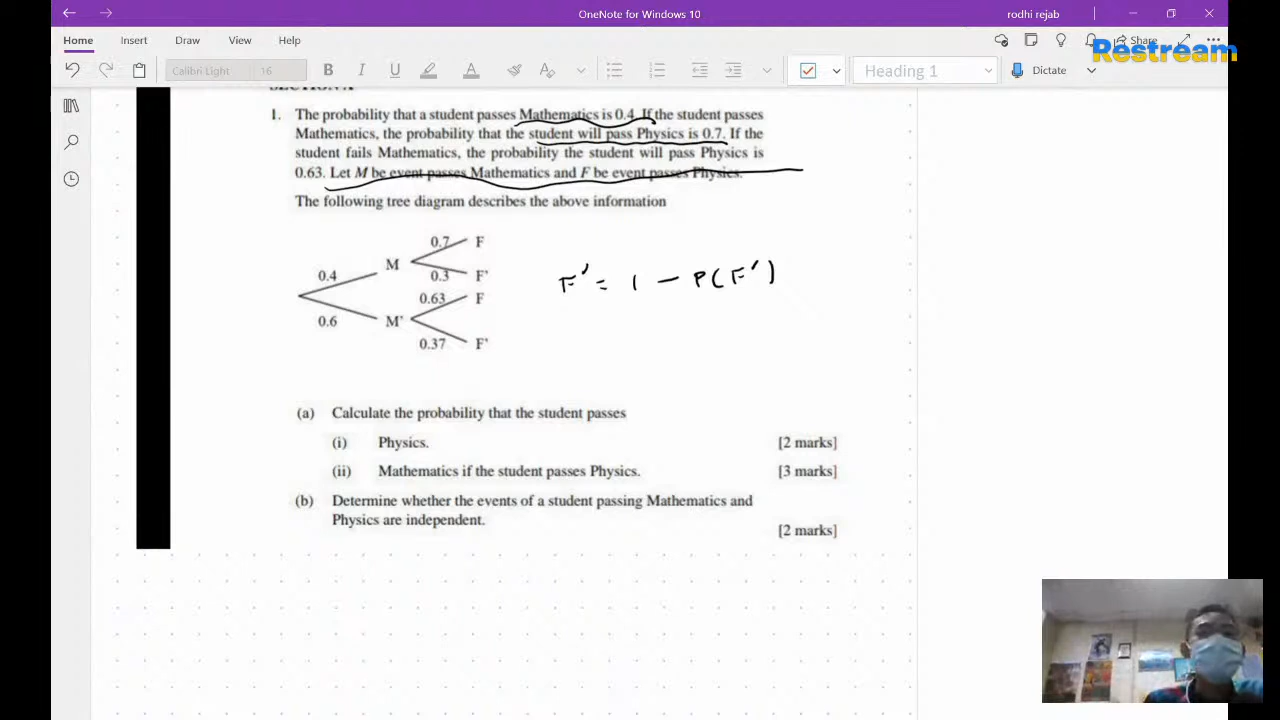 OneNote for Windows 10
rodhi rejab
Home Insert Draw View Help
Share
Restream
Calibri Light 16
Heading 1
Dictate
SECTION A
1. The probability that a student passes Mathematics is 0.4. If the student passes
Mathematics, the probability that the student will pass Physics is 0.7. If the
student fails Mathematics, the probability the student will pass Physics is
0.63. Let M be event passes Mathematics and F be event passes Physics.
The following tree diagram describes the above information
0.7 F
M
0.4
0.3 F'
0.63 F
0.6 M'
0.37 F'
F' = 1 - P(F')
(a) Calculate the probability that the student passes
(i) Physics. [2 marks]
(ii) Mathematics if the student passes Physics. [3 marks]
(b) Determine whether the events of a student passing Mathematics and
Physics are independent.
[2 marks]